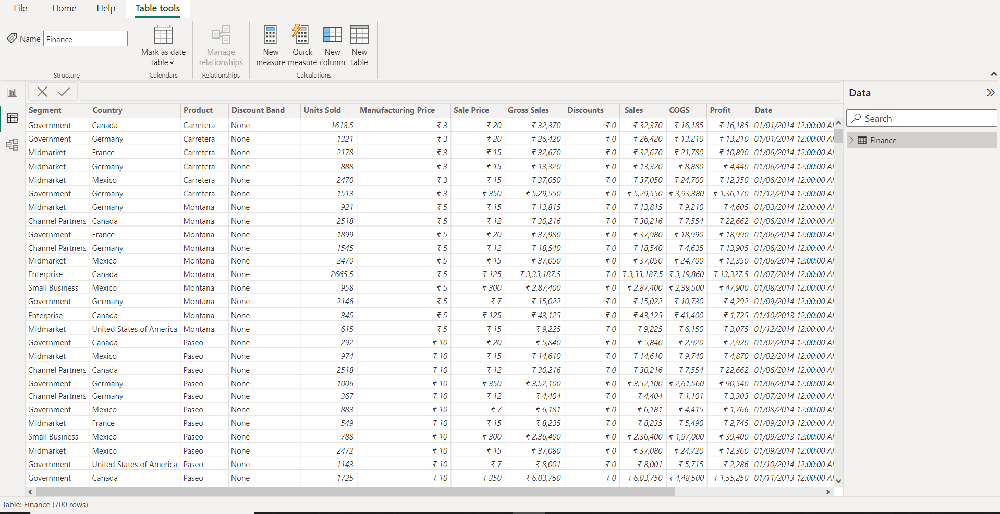 File Home Help Table tools
Name Finance
Mark as date table
Manage relationships
New measure
Quick measure
New column
New table
Structure Calendars Relationships Calculations
Data
Search
Finance
Segment Country Product Discount Band Units Sold Manufacturing Price Sale Price Gross Sales Discounts Sales COGS Profit Date
Government Canada Carretera None 1618.5 ₹ 3 ₹ 20 ₹ 32,370 ₹ 0 ₹ 32,370 ₹ 16,185 ₹ 16,185 01/01/2014 12:00:00
Government Germany Carretera None 1321 ₹ 3 ₹ 20 ₹ 26,420 ₹ 0 ₹ 26,420 ₹ 13,210 ₹ 13,210 01/01/2014 12:00:00
Midmarket France Carretera None 2178 ₹ 3 ₹ 15 ₹ 32,670 ₹ 0 ₹ 32,670 ₹ 21,780 ₹ 10,890 01/06/2014 12:00:00
Midmarket Germany Carretera None 888 ₹ 3 ₹ 15 ₹ 13,320 ₹ 0 ₹ 13,320 ₹ 8,880 ₹ 4,440 01/06/2014 12:00:00
Midmarket Mexico Carretera None 2470 ₹ 3 ₹ 15 ₹ 37,050 ₹ 0 ₹ 37,050 ₹ 24,700 ₹ 12,350 01/06/2014 12:00:00
Government Germany Carretera None 1513 ₹ 3 ₹ 350 ₹ 5,29,550 ₹ 0 ₹ 5,29,550 ₹ 3,93,380 ₹ 1,36,170 01/12/2014 12:00:00
Midmarket Germany Montana None 921 ₹ 5 ₹ 15 ₹ 13,815 ₹ 0 ₹ 13,815 ₹ 9,210 ₹ 4,605 01/03/2014 12:00:00
Channel Partners Canada Montana None 2518 ₹ 5 ₹ 12 ₹ 30,216 ₹ 0 ₹ 30,216 ₹ 7,554 ₹ 22,662 01/06/2014 12:00:00
Government France Montana None 1899 ₹ 5 ₹ 20 ₹ 37,980 ₹ 0 ₹ 37,980 ₹ 18,990 ₹ 18,990 01/06/2014 12:00:00
Channel Partners Germany Montana None 1545 ₹ 5 ₹ 12 ₹ 18,540 ₹ 0 ₹ 18,540 ₹ 4,635 ₹ 13,905 01/06/2014 12:00:00
Midmarket Mexico Montana None 2470 ₹ 5 ₹ 15 ₹ 37,050 ₹ 0 ₹ 37,050 ₹ 24,700 ₹ 12,350 01/06/2014 12:00:00
Enterprise Canada Montana None 2665.5 ₹ 5 ₹ 125 ₹ 3,33,187.5 ₹ 0 ₹ 3,33,187.5 ₹ 3,19,860 ₹ 13,327.5 01/07/2014 12:00:00
Small Business Mexico Montana None 958 ₹ 5 ₹ 300 ₹ 2,87,400 ₹ 0 ₹ 2,87,400 ₹ 2,39,500 ₹ 47,900 01/08/2014 12:00:00
Government Germany Montana None 2146 ₹ 5 ₹ 7 ₹ 15,022 ₹ 0 ₹ 15,022 ₹ 10,730 ₹ 4,292 01/09/2014 12:00:00
Enterprise Canada Montana None 345 ₹ 5 ₹ 125 ₹ 43,125 ₹ 0 ₹ 43,125 ₹ 41,400 ₹ 1,725 01/10/2013 12:00:00
Midmarket United States of America Montana None 615 ₹ 5 ₹ 15 ₹ 9,225 ₹ 0 ₹ 9,225 ₹ 6,150 ₹ 3,075 01/12/2014 12:00:00
Government Canada Paseo None 292 ₹ 10 ₹ 20 ₹ 5,840 ₹ 0 ₹ 5,840 ₹ 2,920 ₹ 2,920 01/02/2014 12:00:00
Midmarket Mexico Paseo None 974 ₹ 10 ₹ 15 ₹ 14,610 ₹ 0 ₹ 14,610 ₹ 9,740 ₹ 4,870 01/02/2014 12:00:00
Channel Partners Canada Paseo None 2518 ₹ 10 ₹ 12 ₹ 30,216 ₹ 0 ₹ 30,216 ₹ 7,554 ₹ 22,662 01/06/2014 12:00:00
Government Germany Paseo None 1006 ₹ 10 ₹ 350 ₹ 3,52,100 ₹ 0 ₹ 3,52,100 ₹ 2,61,560 ₹ 90,540 01/06/2014 12:00:00
Channel Partners Germany Paseo None 367 ₹ 10 ₹ 12 ₹ 4,404 ₹ 0 ₹ 4,404 ₹ 1,101 ₹ 3,303 01/07/2014 12:00:00
Government Mexico Paseo None 883 ₹ 10 ₹ 7 ₹ 6,181 ₹ 0 ₹ 6,181 ₹ 4,415 ₹ 1,766 01/08/2014 12:00:00
Midmarket France Paseo None 549 ₹ 10 ₹ 15 ₹ 8,235 ₹ 0 ₹ 8,235 ₹ 5,490 ₹ 2,745 01/09/2013 12:00:00
Small Business Mexico Paseo None 788 ₹ 10 ₹ 300 ₹ 2,36,400 ₹ 0 ₹ 2,36,400 ₹ 1,97,000 ₹ 39,400 01/09/2013 12:00:00
Midmarket Mexico Paseo None 2472 ₹ 10 ₹ 15 ₹ 37,080 ₹ 0 ₹ 37,080 ₹ 24,720 ₹ 12,360 01/09/2014 12:00:00
Government United States of America Paseo None 1143 ₹ 10 ₹ 7 ₹ 8,001 ₹ 0 ₹ 8,001 ₹ 5,715 ₹ 2,286 01/10/2014 12:00:00
Government Canada Paseo None 1725 ₹ 10 ₹ 350 ₹ 6,03,750 ₹ 0 ₹ 6,03,750 ₹ 4,48,500 ₹ 1,55,250 01/11/2013 12:00:00
Table: Finance (700 rows)